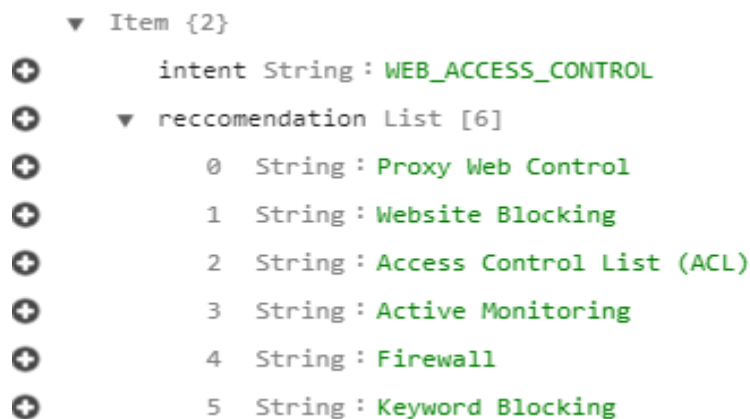 ▼ Item {2}
intent String : WEB_ACCESS_CONTROL
▼ reccomendation List [6]
0 String : Proxy Web Control
1 String : Website Blocking
2 String : Access Control List (ACL)
3 String : Active Monitoring
4 String : Firewall
5 String : Keyword Blocking